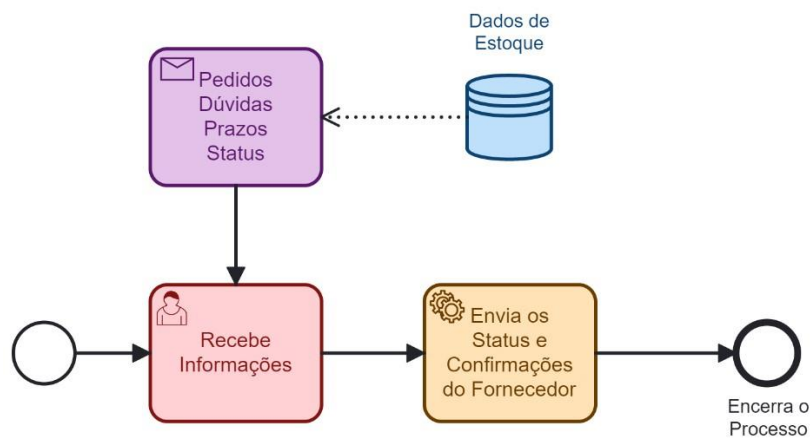 Dados de
Estoque
Pedidos
Dúvidas
Prazos
Status
Recebe
Informações
Envia os
Status e
Confirmações
do Fornecedor
Encerra o
Processo